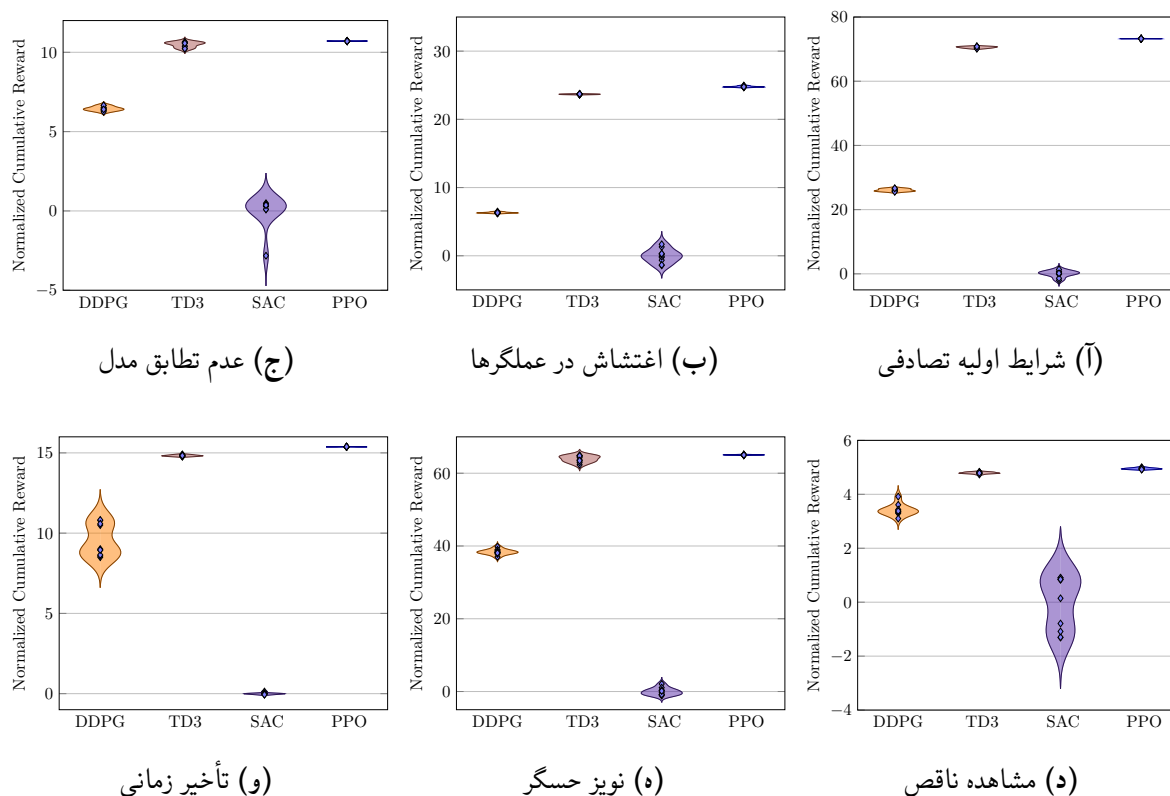 Normalized Cumulative Reward
80
60
40
20
0
DDPG TD3 SAC PPO
(آ) شرایط اولیه تصادفی
Normalized Cumulative Reward
30
20
10
0
DDPG TD3 SAC PPO
(ب) اغتشاش در عملگرها
Normalized Cumulative Reward
10
5
0
−5
DDPG TD3 SAC PPO
(ج) عدم تطابق مدل
Normalized Cumulative Reward
6
4
2
0
−2
−4
DDPG TD3 SAC PPO
(د) مشاهده ناقص
Normalized Cumulative Reward
60
40
20
0
DDPG TD3 SAC PPO
(ه) نویز حسگر
Normalized Cumulative Reward
15
10
5
0
DDPG TD3 SAC PPO
(و) تأخیر زمانی